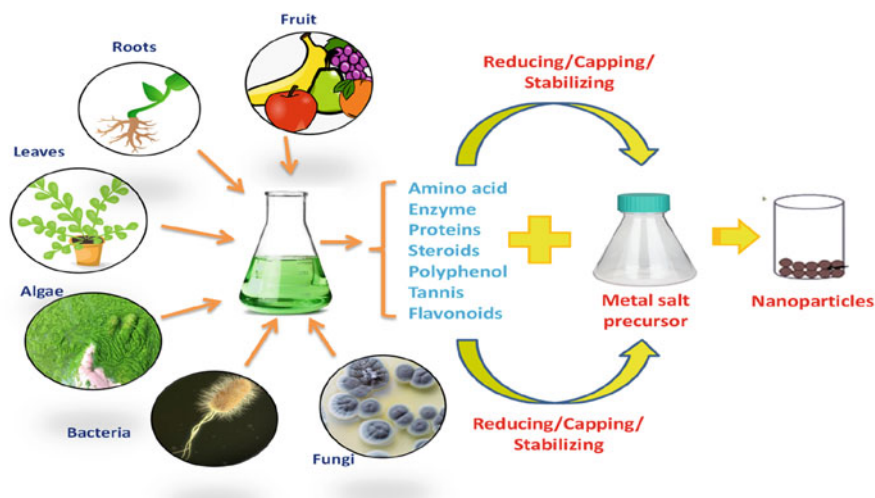 Fruit
Roots
Leaves
Algae
Bacteria
Fungi
Amino acid
Enzyme
Proteins
Steroids
Polyphenol
Tannis
Flavonoids
Reducing/Capping/
Stabilizing
Metal salt
precursor
Nanoparticles
Reducing/Capping/
Stabilizing